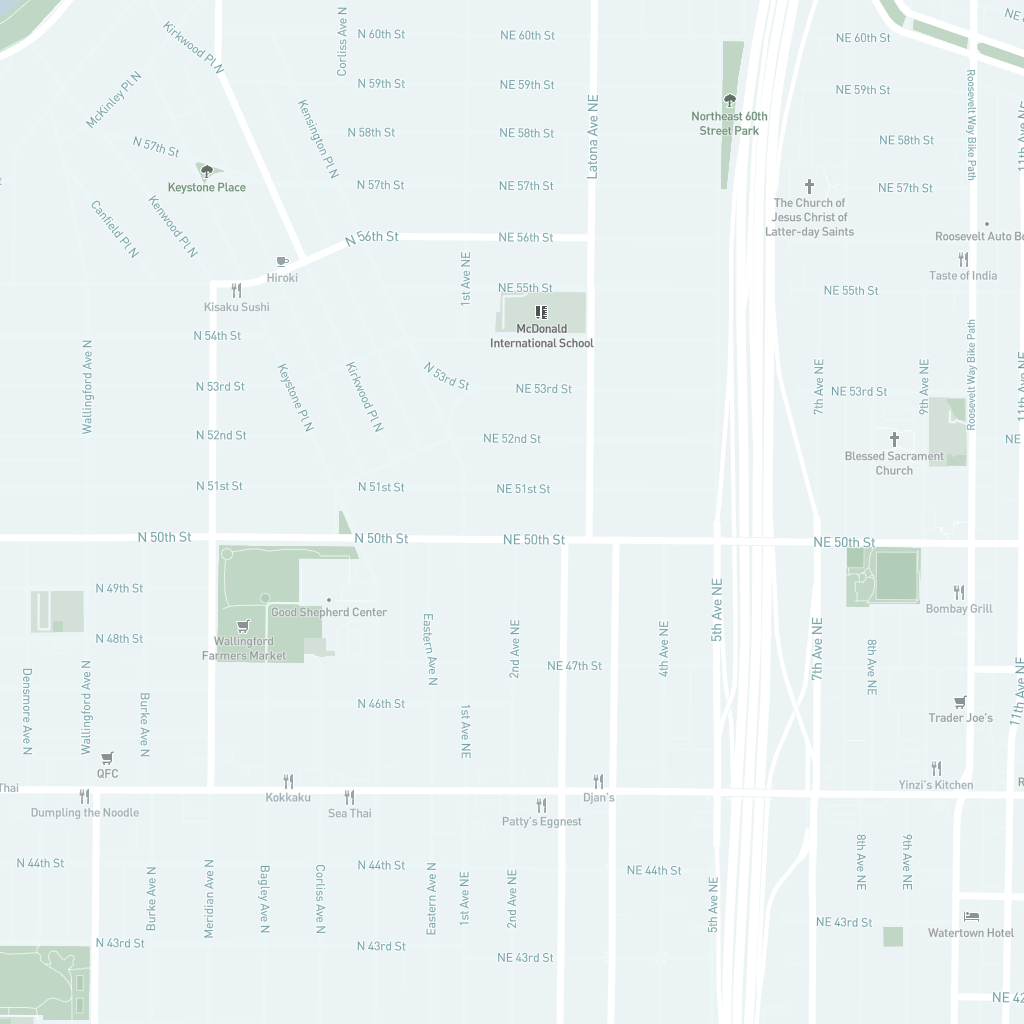 Corliss Ave N
N 60th St
NE 60th St
NE 60th St
NE 6
Kirkwood Pl N
McKinley Pl N
N 59th St
NE 59th St
NE 59th St
Kensington Pl N
Latona Ave NE
Northeast 60th
Street Park
Roosevelt Way Bike Path
11th Ave NE
N 58th St
NE 58th St
NE 58th St
N 57th St
N 57th St
NE 57th St
NE 57th St
Keystone Place
The Church of
Jesus Christ of
Latter-day Saints
Canfield Pl N
Kenwood Pl N
N 56th St
NE 56th St
Roosevelt Auto Bo
Hiroki
1st Ave NE
Taste of India
NE 55th St
NE 55th St
Kisaku Sushi
McDonald
International School
N 54th St
Wallingford Ave N
Roosevelt Way Bike Path
N 53rd St
Keystone Pl N
Kirkwood Pl N
N 53rd St
NE 53rd St
7th Ave NE
NE 53rd St
9th Ave NE
11th Ave NE
N 52nd St
NE 52nd St
NE
Blessed Sacrament
Church
N 51st St
N 51st St
NE 51st St
N 50th St
N 50th St
NE 50th St
NE 50th St
N 49th St
Good Shepherd Center
Bombay Grill
5th Ave NE
N 48th St
Wallingford
Farmers Market
Eastern Ave N
2nd Ave NE
4th Ave NE
7th Ave NE
8th Ave NE
NE 47th St
Densmore Ave N
Wallingford Ave N
Burke Ave N
N 46th St
1st Ave NE
11th Ave NE
Trader Joe's
QFC
Thai
Dumpling the Noodle
Kokkaku
Sea Thai
Djan's
Patty's Eggnest
Yinzi's Kitchen
R
N 44th St
N 44th St
NE 44th St
8th Ave NE
9th Ave NE
Burke Ave N
Meridian Ave N
Bagley Ave N
Corliss Ave N
Eastern Ave N
1st Ave NE
2nd Ave NE
5th Ave NE
NE 43rd St
Watertown Hotel
N 43rd St
N 43rd St
NE 43rd St
NE 42